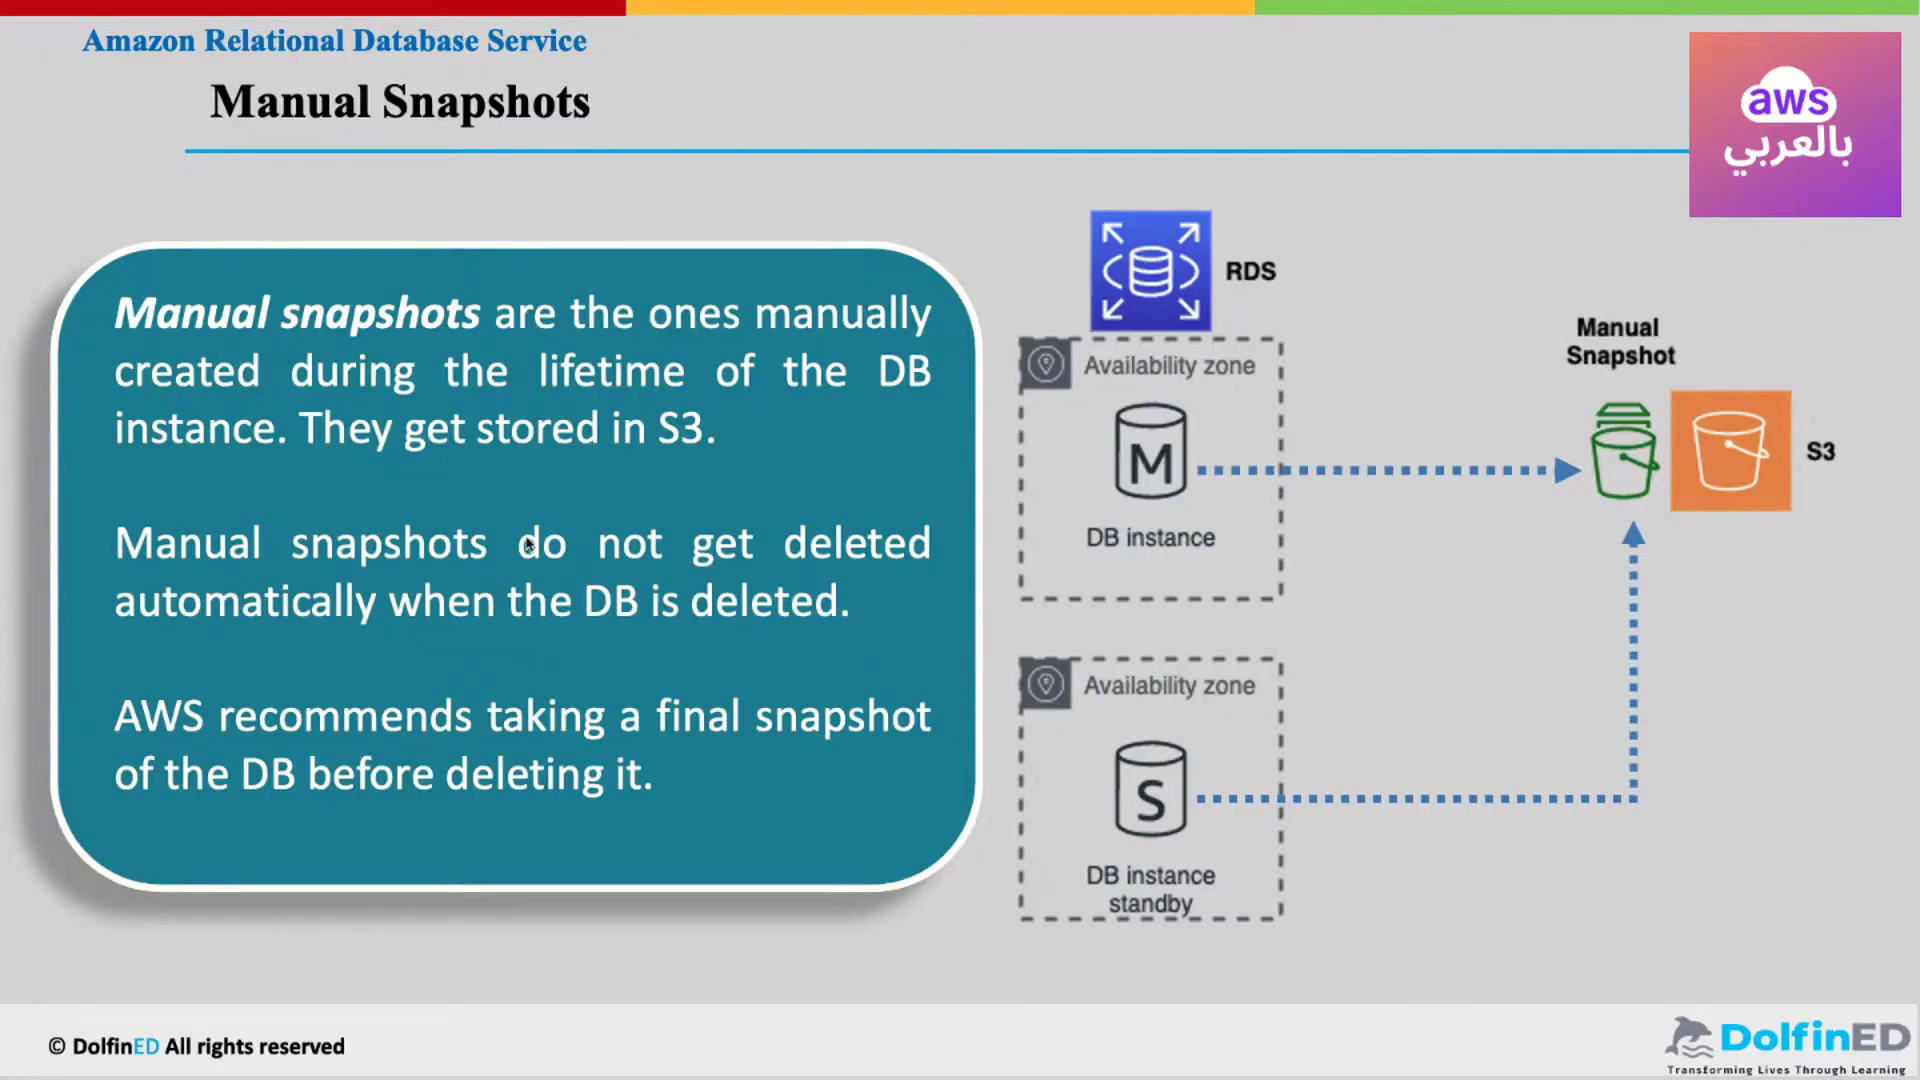 Amazon Relational Database Service
Manual Snapshots
aws
بالعربي
Manual snapshots are the ones manually
created during the lifetime of the DB
instance. They get stored in S3.
Manual snapshots do not get deleted
automatically when the DB is deleted.
AWS recommends taking a final snapshot
of the DB before deleting it.
RDS
Availability zone
M
DB instance
Manual
Snapshot
S3
Availability zone
S
DB instance
standby
© DolfinED All rights reserved
DolfinED
Transforming Lives Through Learning